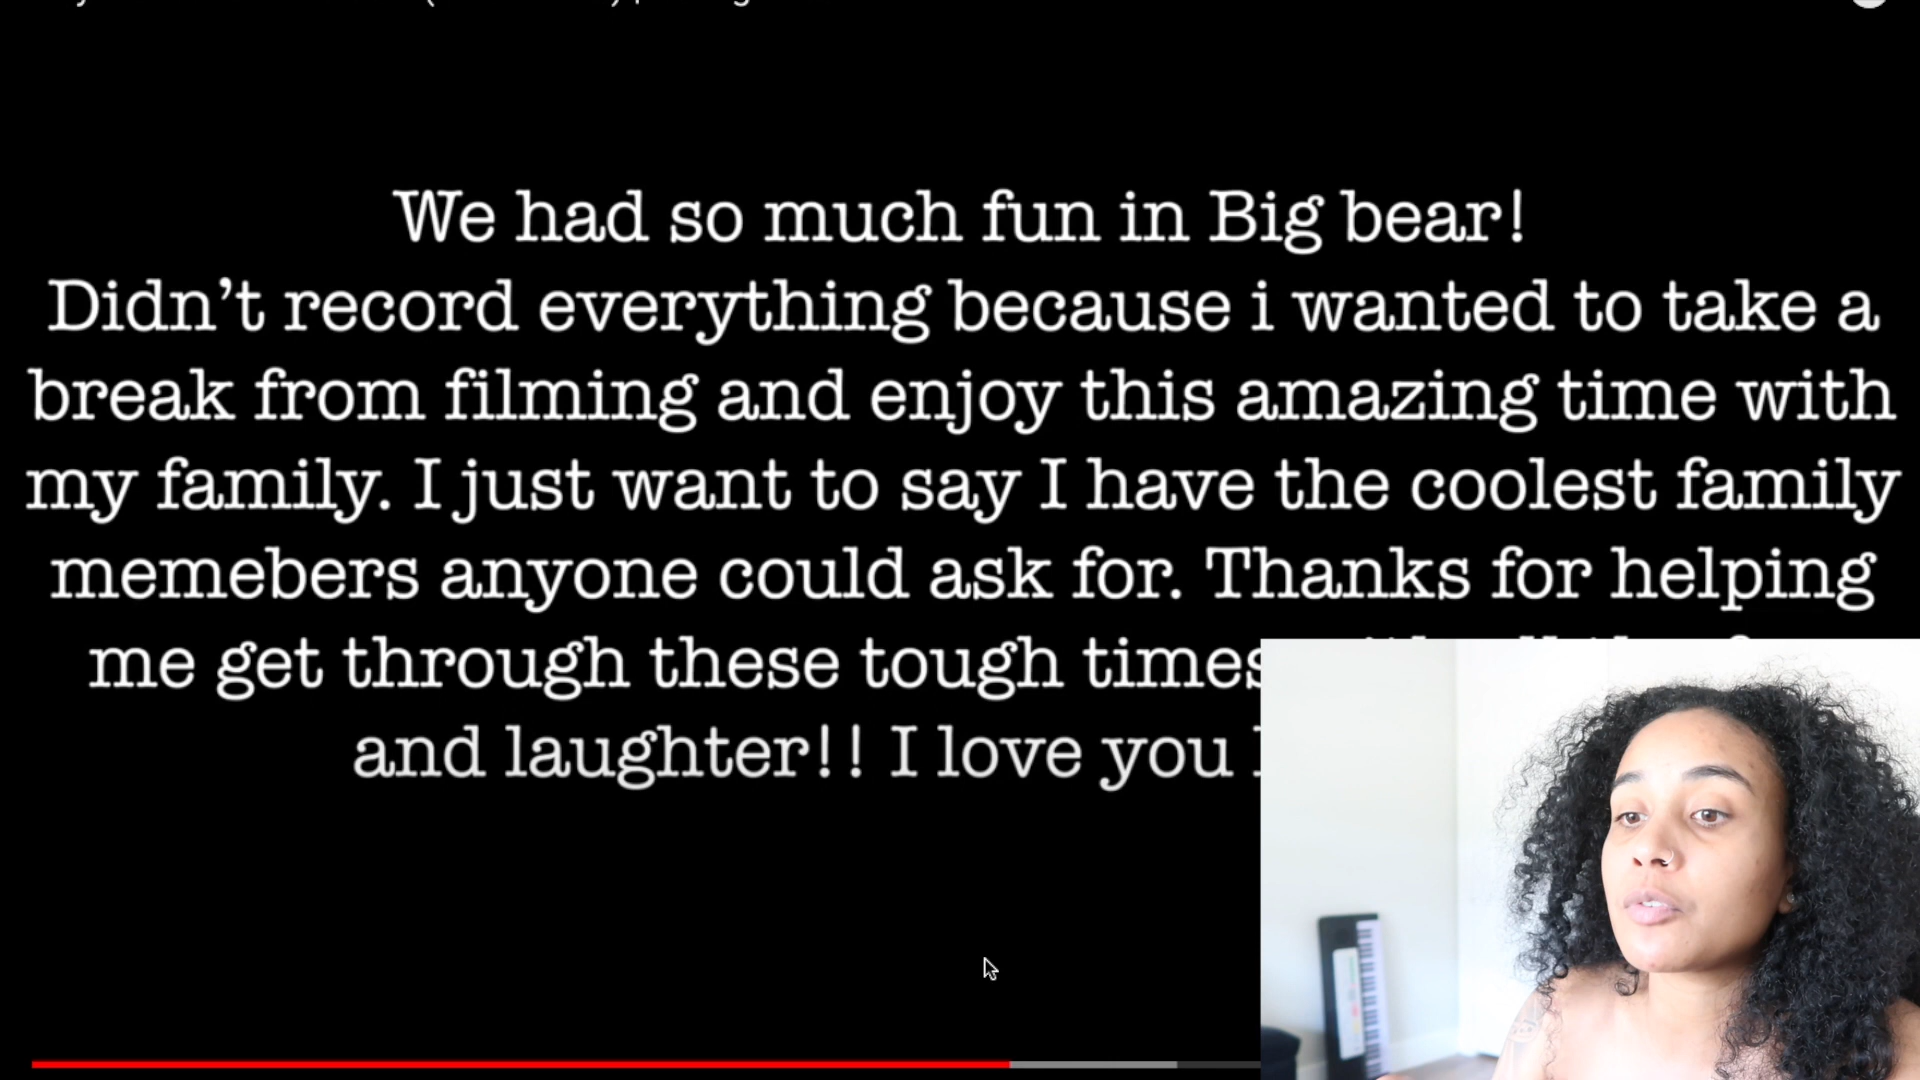 We had so much fun in Big bear!
Didn’t record everything because i wanted to take a
break from filming and enjoy this amazing time with
my family. I just want to say I have the coolest family
memebers anyone could ask for. Thanks for helping
me get through these tough times
and laughter!! I love you